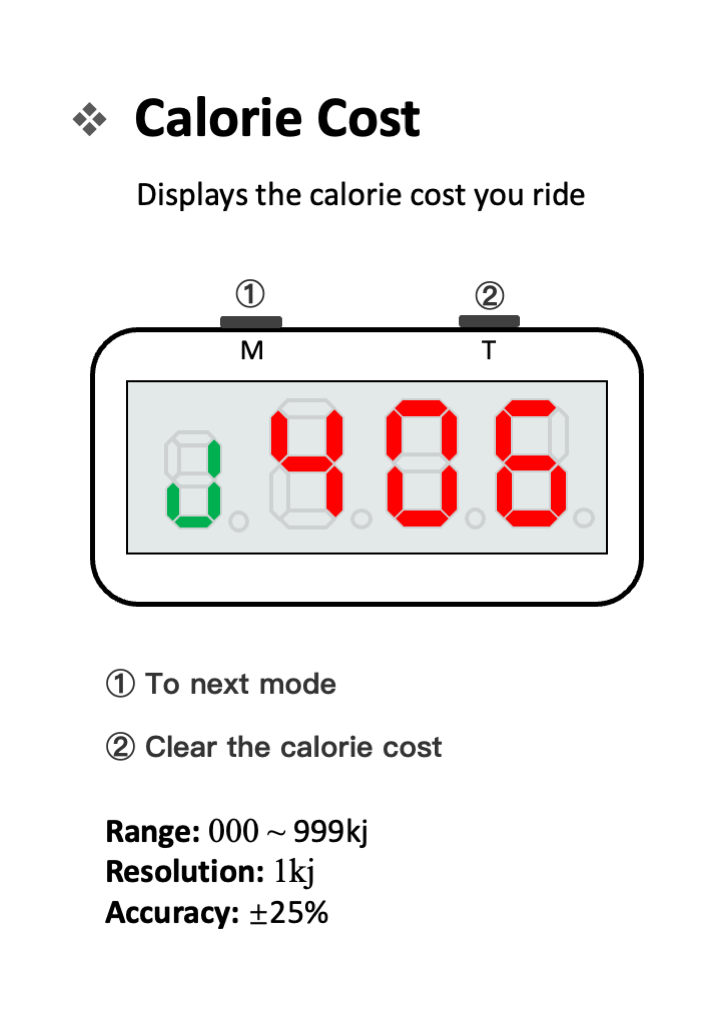 ❖ Calorie Cost
Displays the calorie cost you ride
① ②
M T
J 406
① To next mode
② Clear the calorie cost
Range: 000 ~ 999kj
Resolution: 1kj
Accuracy: ±25%